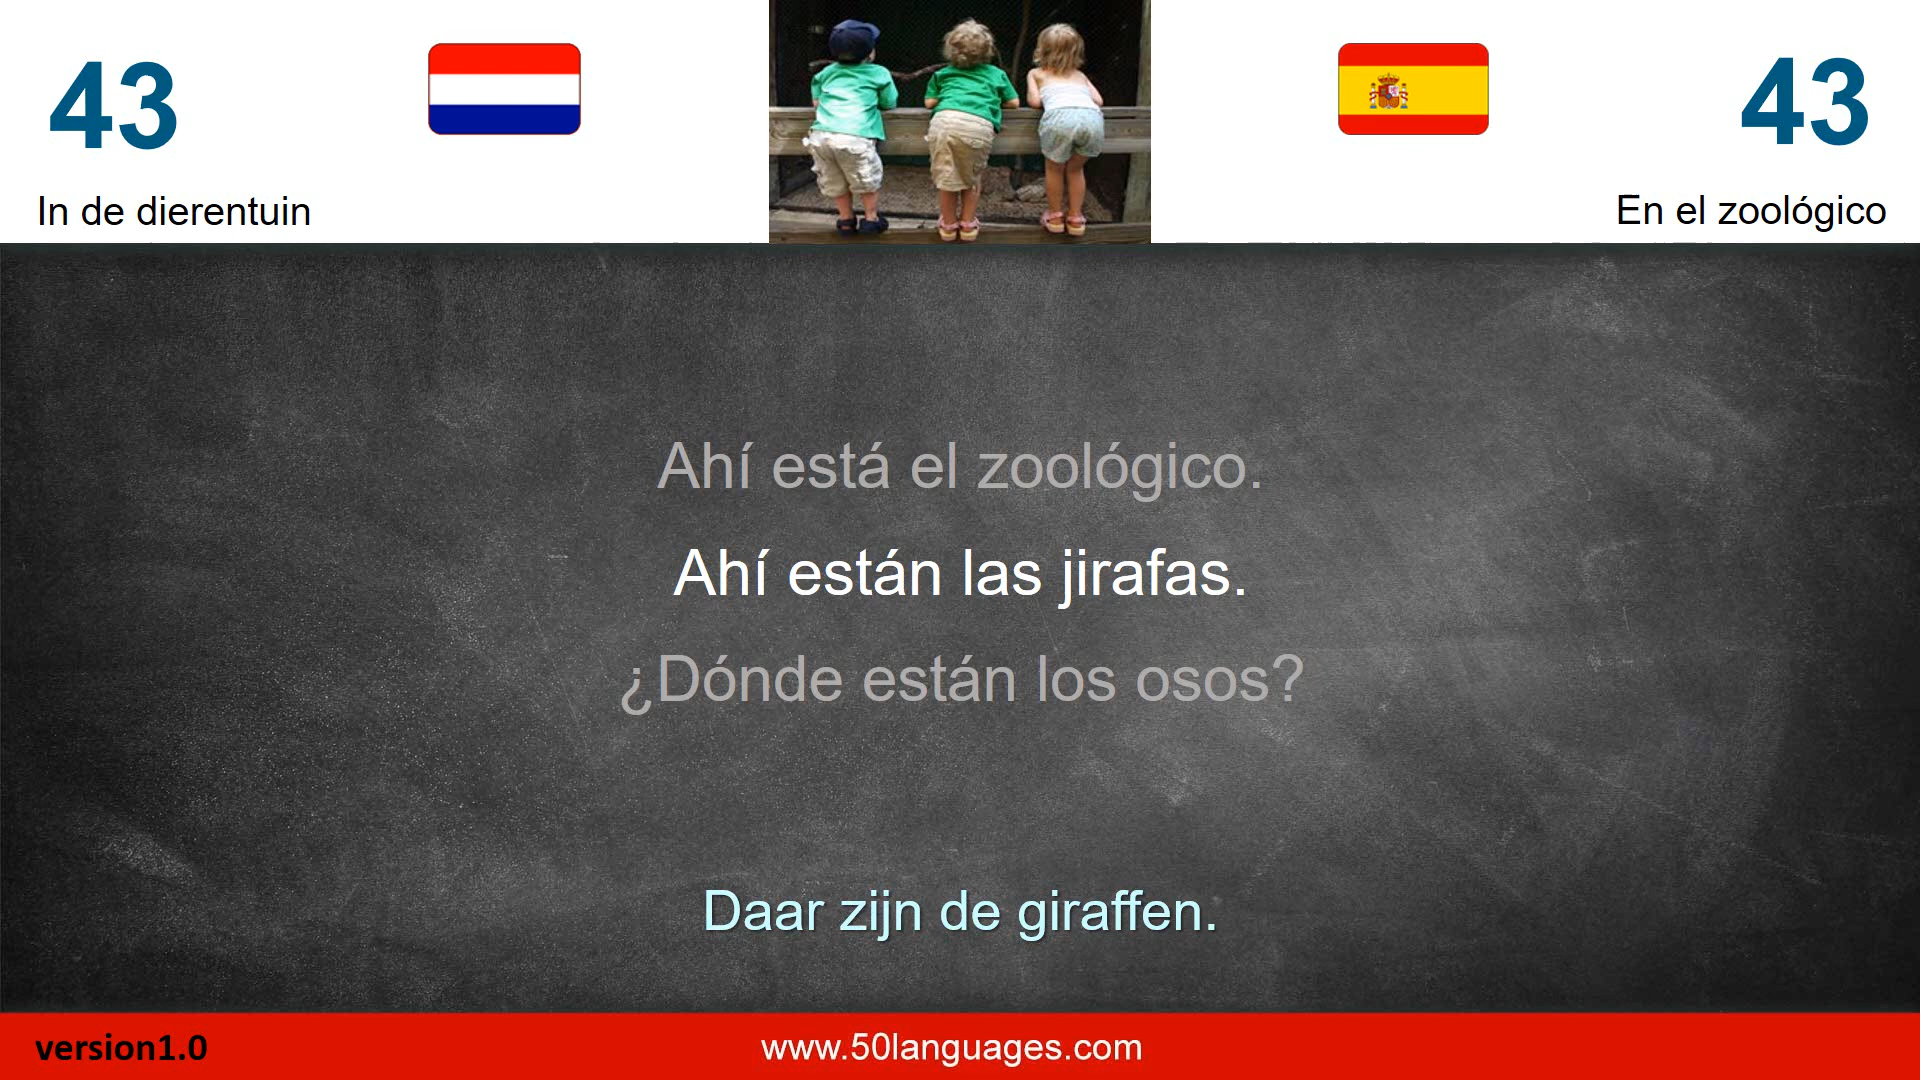 43
43
In de dierentuin
En el zoológico
Ahí está el zoológico.
Ahí están las jirafas.
¿Dónde están los osos?
Daar zijn de giraffen.
version1.0
www.50languages.com